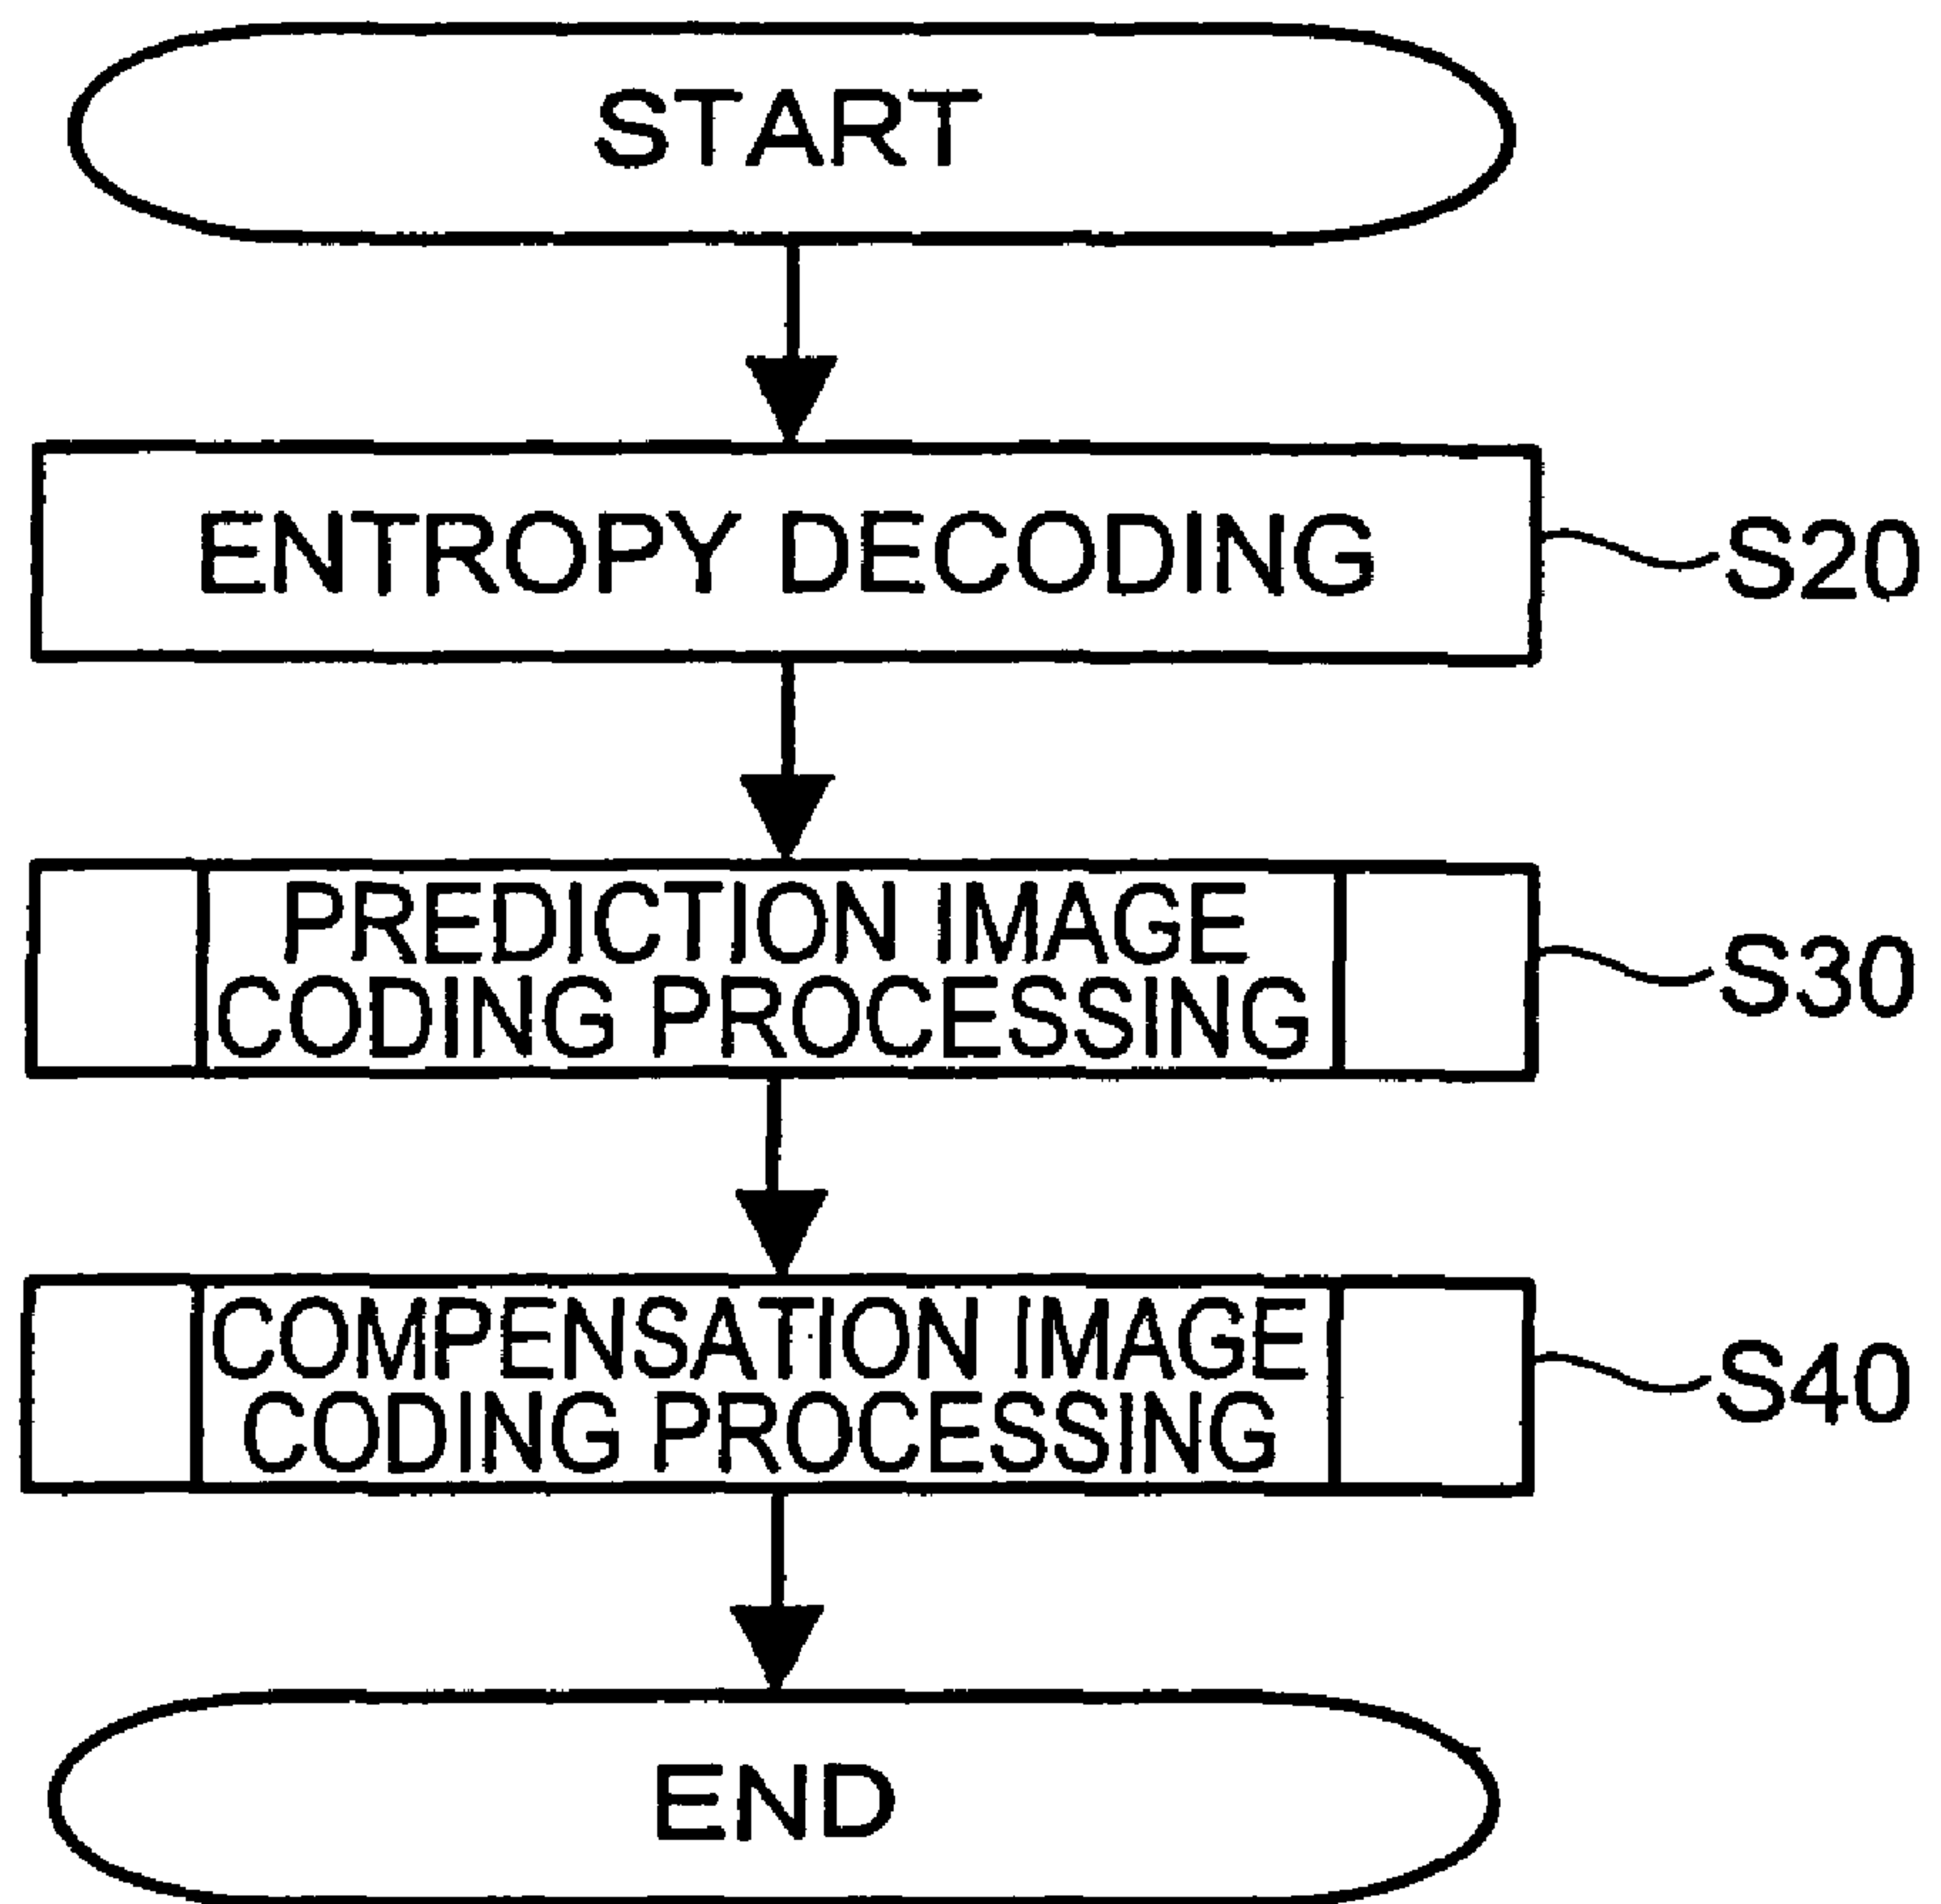 START
ENTROPY DECODING
S20
PREDICTION IMAGE
CODING PROCESSING
S30
COMPENSATION IMAGE
CODING PROCESSING
S40
END